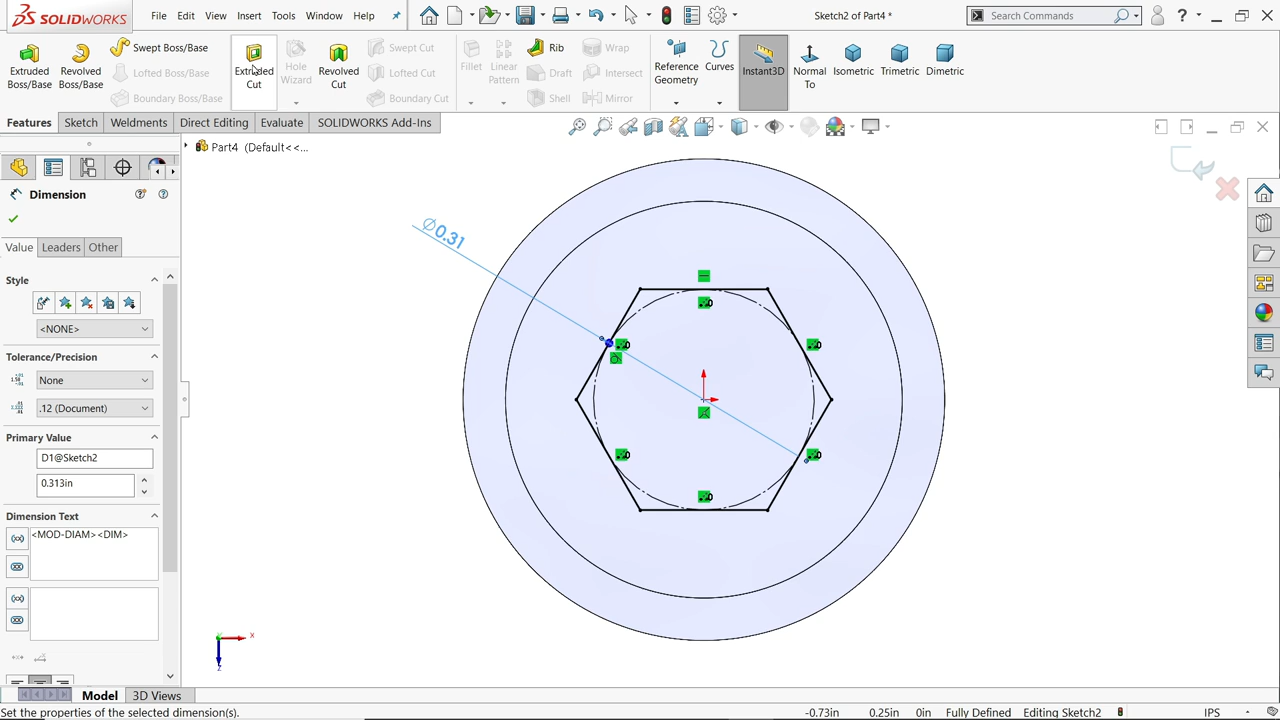 SOLIDWORKS
File
Edit
View
Insert
Tools
Window
Help
Sketch2 of Part4 *
Search Commands
?
Extruded Boss/Base
Revolved Boss/Base
Swept Boss/Base
Lofted Boss/Base
Boundary Boss/Base
Extruded Cut
Hole Wizard
Revolved Cut
Swept Cut
Lofted Cut
Boundary Cut
Fillet
Linear Pattern
Rib
Draft
Shell
Wrap
Intersect
Mirror
Reference Geometry
Curves
Instant3D
Normal To
Isometric
Trimetric
Dimetric
Features
Sketch
Weldments
Direct Editing
Evaluate
SOLIDWORKS Add-Ins
Part4 (Default<<...
Dimension
Value
Leaders
Other
Style
<NONE>
Tolerance/Precision
None
.12 (Document)
Primary Value
D1@Sketch2
0.313in
Dimension Text
<MOD-DIAM><DIM>
∅0.31
x
z
Model
3D Views
Set the properties of the selected dimension(s).
-0.73in
0.25in
0in
Fully Defined
Editing Sketch2
IPS